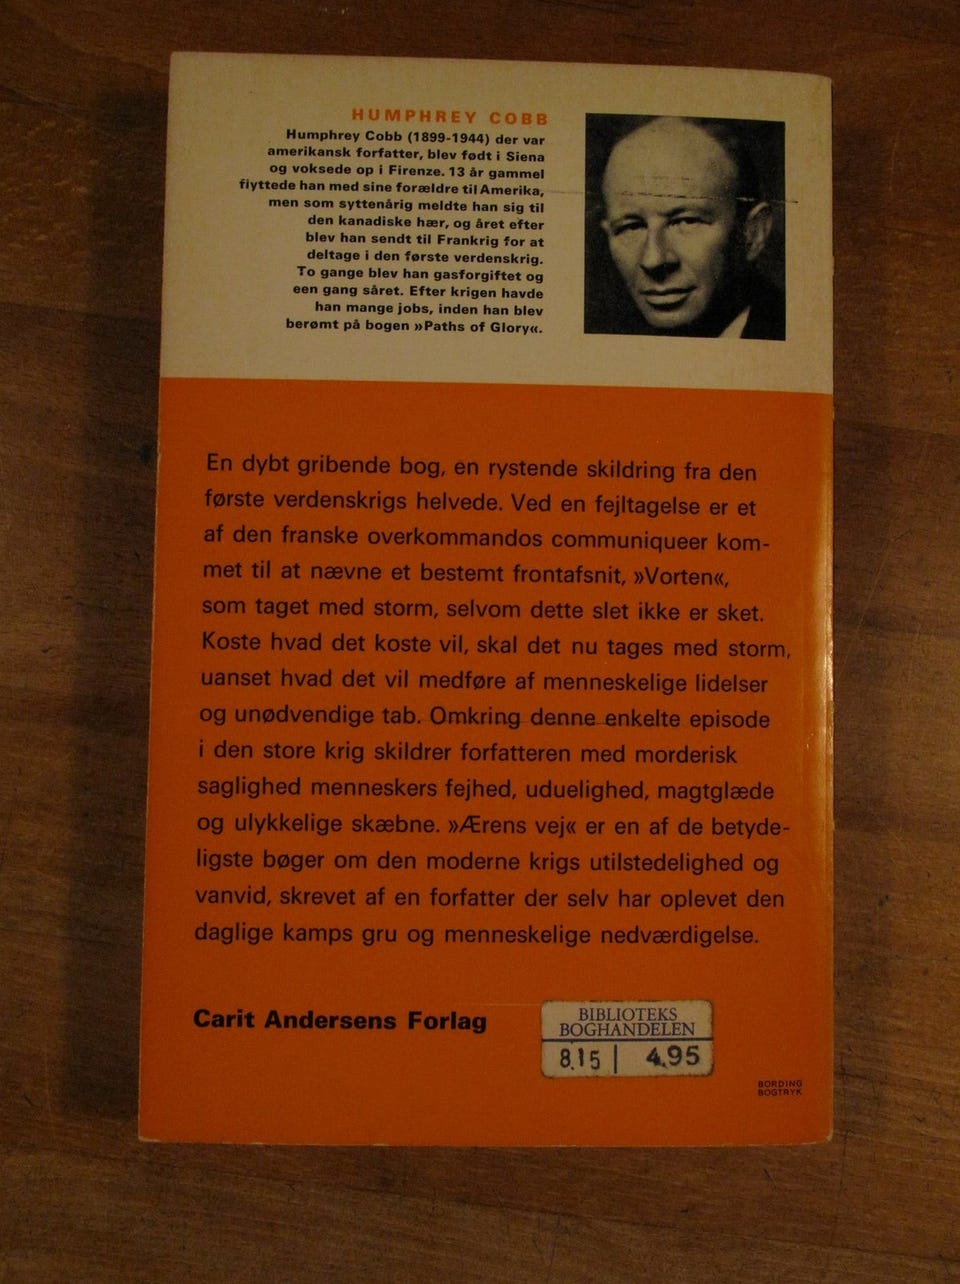 HUMPHREY COBB
Humphrey Cobb (1899-1944) der var
amerikansk forfatter, blev født i Siena
og voksede op i Firenze. 13 år gammel
flyttede han med sine forældre til Amerika,
men som syttenårig meldte han sig til
den kanadiske hær, og året efter
blev han sendt til Frankrig for at
deltage i den første verdenskrig.
To gange blev han gasforgiftet og
een gang såret. Efter krigen havde
han mange jobs, inden han blev
berømt på bogen »Paths of Glory«.
En dybt gribende bog, en rystende skildring fra den
første verdenskrigs helvede. Ved en fejltagelse er et
af den franske overkommandos communiqueer kom-
met til at nævne et bestemt frontafsnit, »Vorten«,
som taget med storm, selvom dette slet ikke er sket.
Koste hvad det koste vil, skal det nu tages med storm,
uanset hvad det vil medføre af menneskelige lidelser
og unødvendige tab. Omkring denne enkelte episode
i den store krig skildrer forfatteren med morderisk
saglighed menneskers fejhed, uduelighed, magtglæde
og ulykkelige skæbne. »Ærens vej« er en af de betyde-
ligste bøger om den moderne krigs utilstedelighed og
vanvid, skrevet af en forfatter der selv har oplevet den
daglige kamps gru og menneskelige nedværdigelse.
Carit Andersens Forlag
BIBLIOTEKS
BOGHANDELEN
8.15 | 4.95
BORDING
BOGTRYK